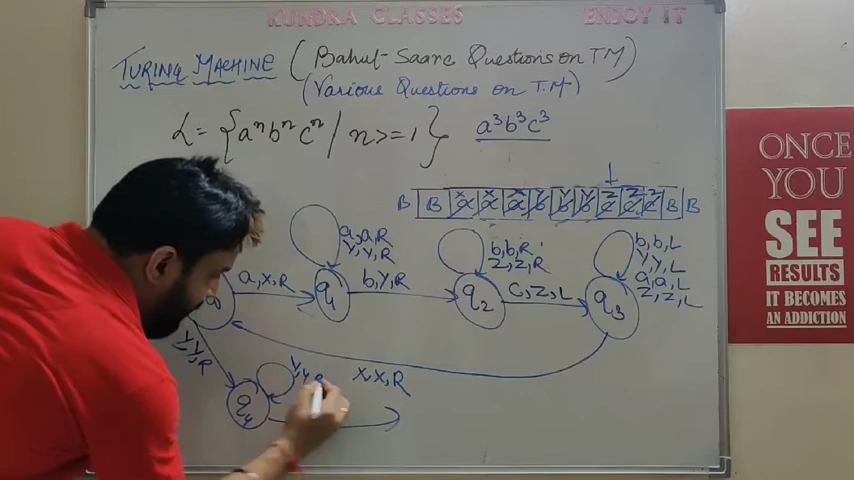 KUNDRA CLASSES ENJOY IT
TURING MACHINE (Bahut-Saare Questions on TM)
(Various Questions on T.M)
L = {aⁿbⁿcⁿ | n>=1} a³b³c³
B B X X X Y Y Y Z Z Z B B
a,a,R
Y,Y,R
b,b,R
Z,Z,R
b,b,L
Y,Y,L
a,a,L
Z,Z,L
a,X,R q1 b,Y,R q2 C,Z,L q3
Y,Y,R
X,X,R
q4
ONCE
YOU
SEE
RESULTS
IT BECOMES
AN ADDICTION!